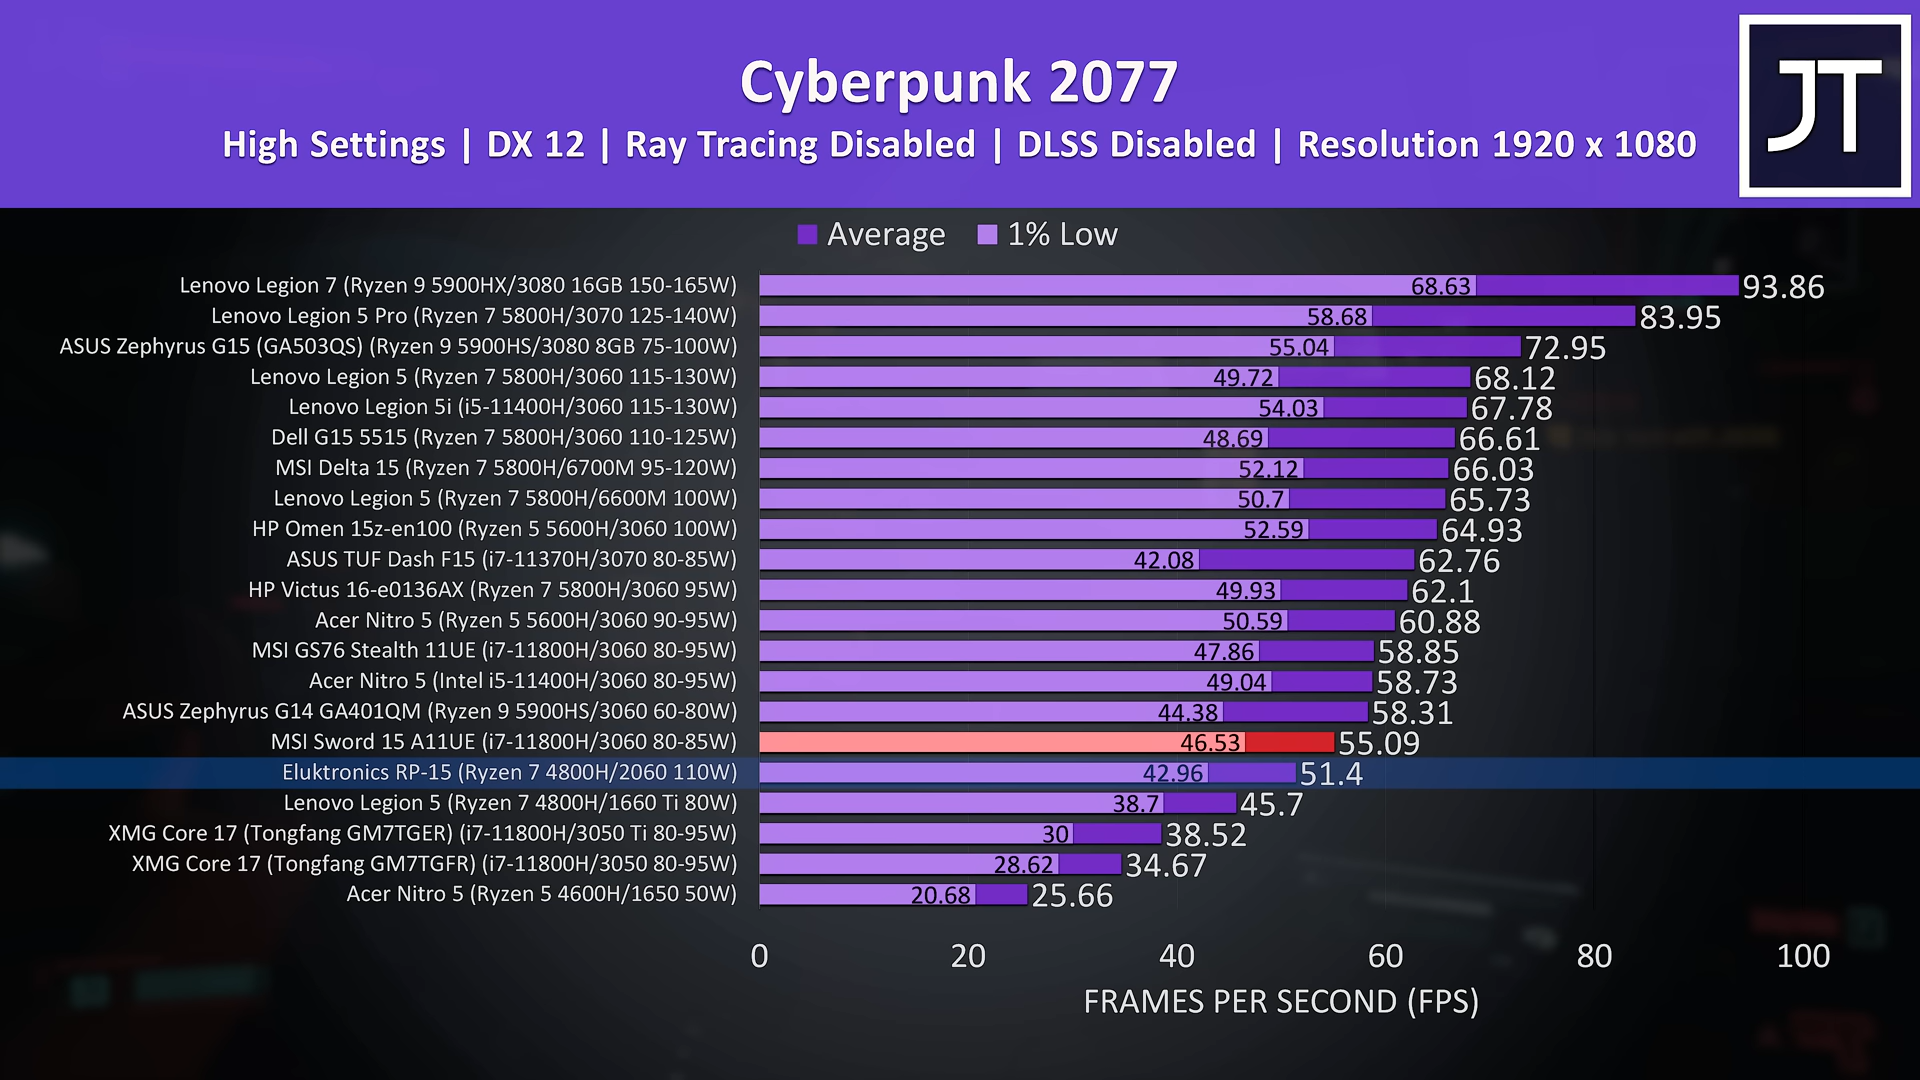 Cyberpunk 2077
JT
High Settings | DX 12 | Ray Tracing Disabled | DLSS Disabled | Resolution 1920 x 1080
Average 1% Low
Lenovo Legion 7 (Ryzen 9 5900HX/3080 16GB 150-165W) 68.63 93.86
Lenovo Legion 5 Pro (Ryzen 7 5800H/3070 125-140W) 58.68 83.95
ASUS Zephyrus G15 (GA503QS) (Ryzen 9 5900HS/3080 8GB 75-100W) 55.04 72.95
Lenovo Legion 5 (Ryzen 7 5800H/3060 115-130W) 49.72 68.12
Lenovo Legion 5i (i5-11400H/3060 115-130W) 54.03 67.78
Dell G15 5515 (Ryzen 7 5800H/3060 110-125W) 48.69 66.61
MSI Delta 15 (Ryzen 7 5800H/6700M 95-120W) 52.12 66.03
Lenovo Legion 5 (Ryzen 7 5800H/6600M 100W) 50.7 65.73
HP Omen 15z-en100 (Ryzen 5 5600H/3060 100W) 52.59 64.93
ASUS TUF Dash F15 (i7-11370H/3070 80-85W) 42.08 62.76
HP Victus 16-e0136AX (Ryzen 7 5800H/3060 95W) 49.93 62.1
Acer Nitro 5 (Ryzen 5 5600H/3060 90-95W) 50.59 60.88
MSI GS76 Stealth 11UE (i7-11800H/3060 80-95W) 47.86 58.85
Acer Nitro 5 (Intel i5-11400H/3060 80-95W) 49.04 58.73
ASUS Zephyrus G14 GA401QM (Ryzen 9 5900HS/3060 60-80W) 44.38 58.31
MSI Sword 15 A11UE (i7-11800H/3060 80-85W) 46.53 55.09
Eluktronics RP-15 (Ryzen 7 4800H/2060 110W) 42.96 51.4
Lenovo Legion 5 (Ryzen 7 4800H/1660 Ti 80W) 38.7 45.7
XMG Core 17 (Tongfang GM7TGER) (i7-11800H/3050 Ti 80-95W) 30 38.52
XMG Core 17 (Tongfang GM7TGFR) (i7-11800H/3050 80-95W) 28.62 34.67
Acer Nitro 5 (Ryzen 5 4600H/1650 50W) 20.68 25.66
0 20 40 60 80 100
FRAMES PER SECOND (FPS)